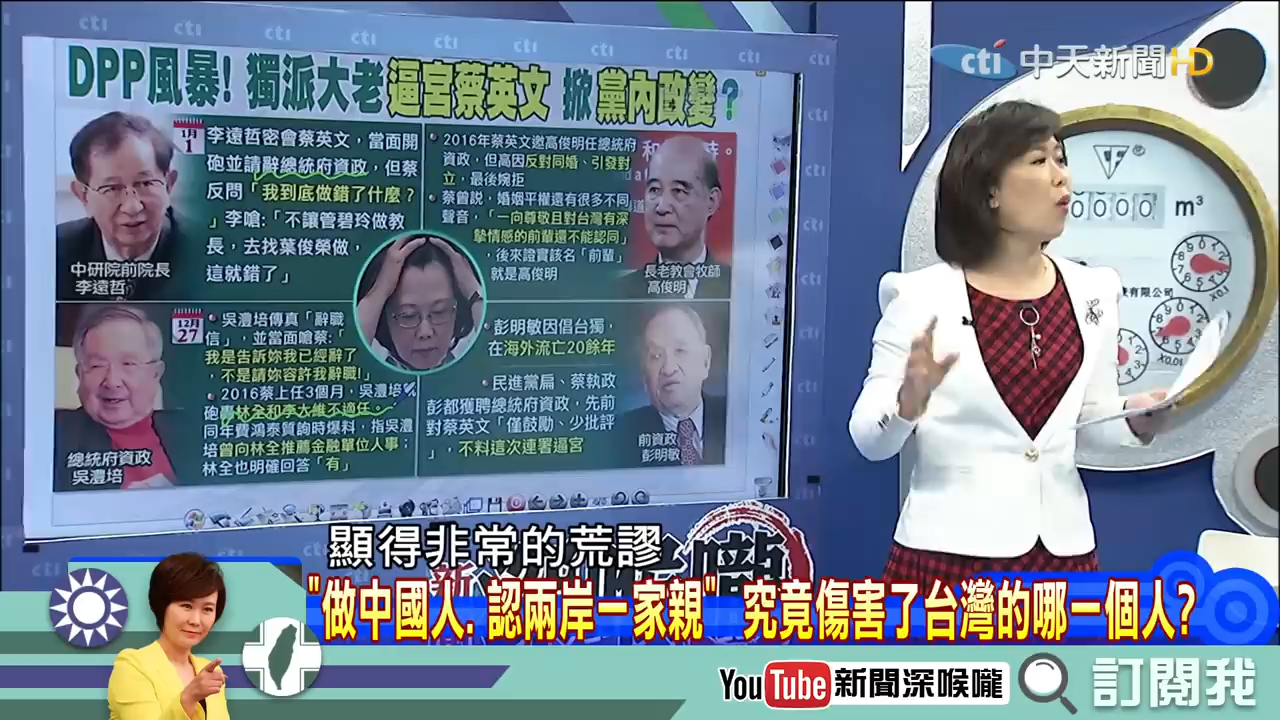 cti 中天新聞HD
DPP風暴！獨派大老逼宮蔡英文 掀黨內政變？
1月
1
李遠哲密會蔡英文，當面開
砲並請辭總統府資政，但蔡
反問「我到底做錯了什麼？
」李嗆:「不讓管碧玲做教
長，去找葉俊榮做，
這就錯了」
中研院前院長
李遠哲
•2016年蔡英文邀高俊明任總統府
資政，但高因反對同婚、引發對
立，最後婉拒
•蔡曾說，婚姻平權還有很多不同
聲音，「一向尊敬且對台灣有深
摯情感的前輩還不能認同」
，後來證實該名「前輩」
就是高俊明
長老教會牧師
高俊明
12月
27
•吳澧培傳真「辭職
信」，並當面嗆蔡:「
我是告訴妳我已經辭了
，不是請妳容許我辭職!」
•2016蔡上任3個月，吳澧培
砲轟林全和李大維不適任。
同年費鴻泰質詢時爆料，指吳澧
培曾向林全推薦金融單位人事；
林全也明確回答「有」
總統府資政
吳澧培
•彭明敏因倡台獨，
在海外流亡20餘年
•民進黨扁、蔡執政
彭都獲聘總統府資政，先前
對蔡英文「僅鼓勵、少批評
」，不料這次連署逼宮
前資政
彭明敏
0000 m³
有限公司
X0.1
X0.01
顯得非常的荒謬
新
嚨
"做中國人.認兩岸一家親" 究竟傷害了台灣的哪一個人?
YouTube 新聞深喉嚨 訂閱我